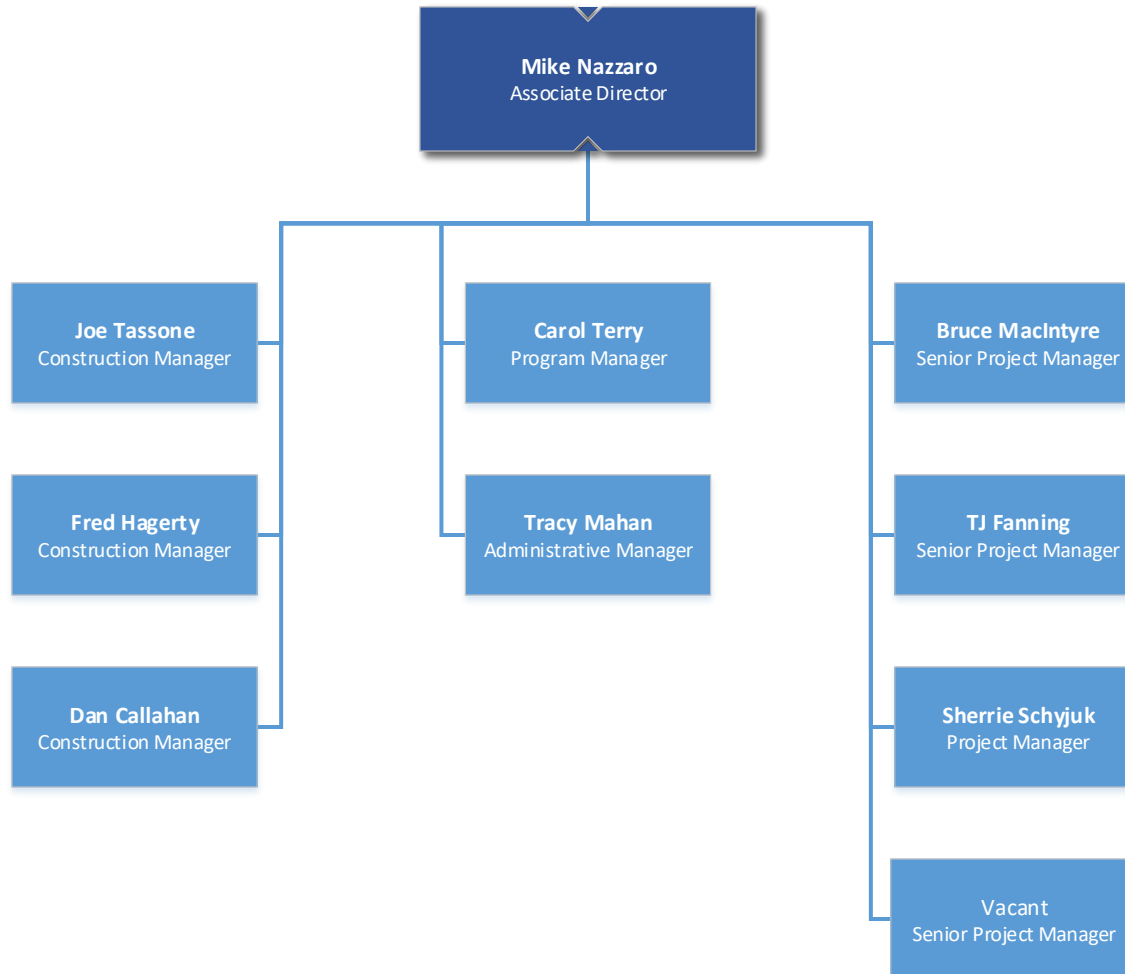 Mike Nazzaro
Associate Director
Joe Tassone
Construction Manager
Carol Terry
Program Manager
Bruce MacIntyre
Senior Project Manager
Fred Hagerty
Construction Manager
Tracy Mahan
Administrative Manager
TJ Fanning
Senior Project Manager
Dan Callahan
Construction Manager
Sherrie Schyjuk
Project Manager
Vacant
Senior Project Manager